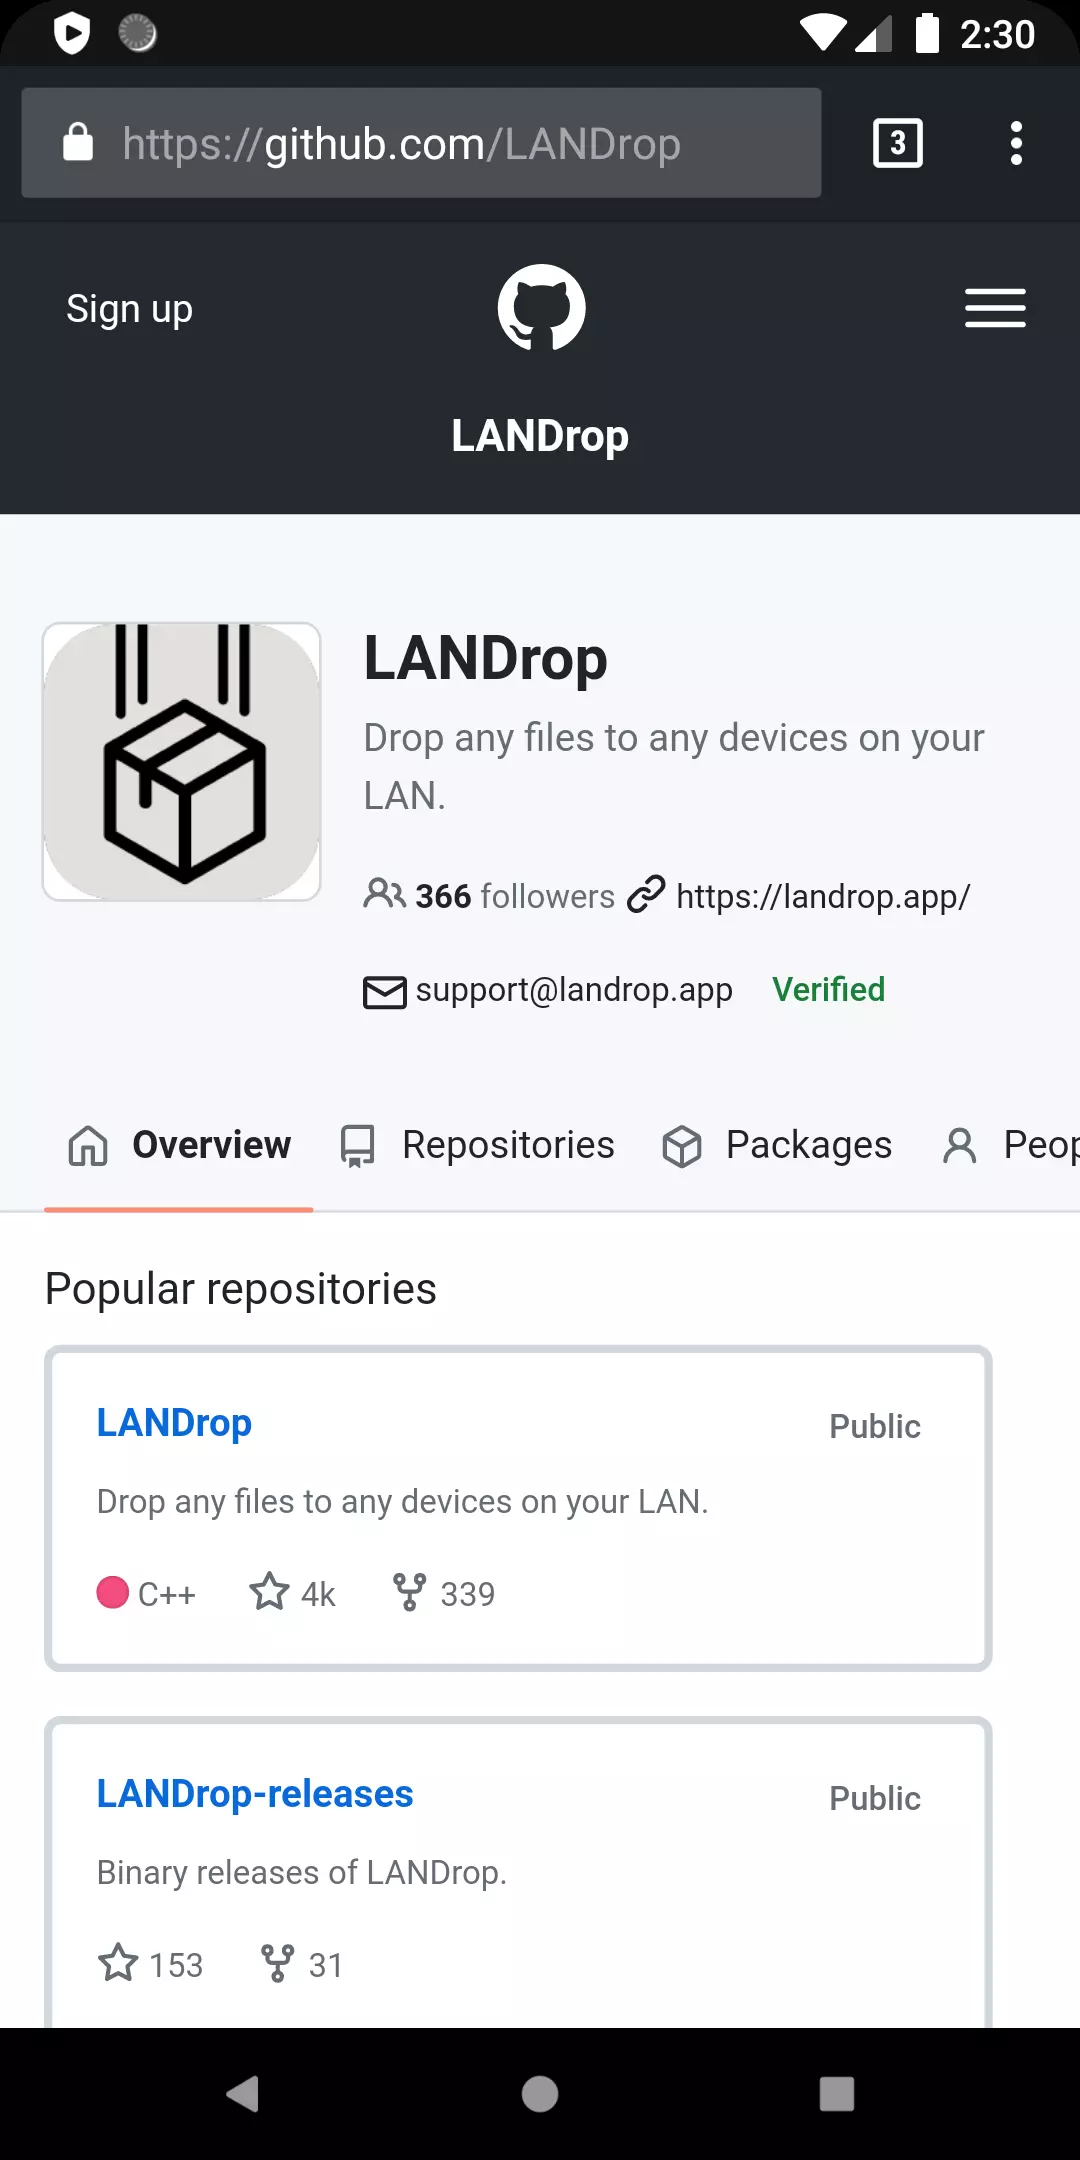 2:30
https://github.com/LANDrop
3
Sign up
LANDrop
LANDrop
Drop any files to any devices on your
LAN.
366 followers https://landrop.app/
support@landrop.app Verified
Overview Repositories Packages Peop
Popular repositories
LANDrop Public
Drop any files to any devices on your LAN.
C++ 4k 339
LANDrop-releases Public
Binary releases of LANDrop.
153 31